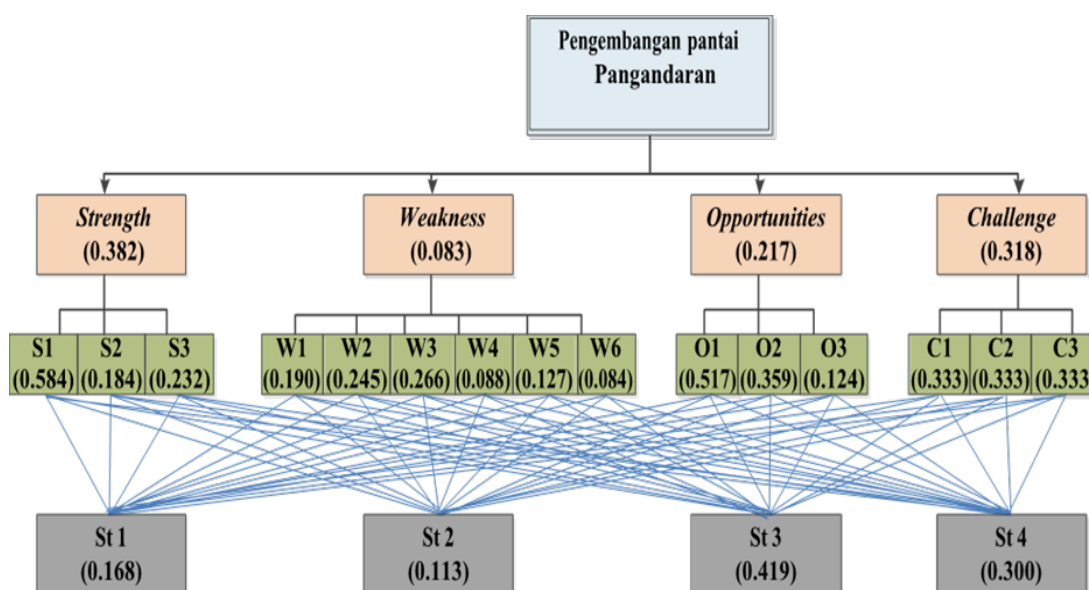 Pengembangan pantai
Pangandaran
Strength
(0.382)
Weakness
(0.083)
Opportunities
(0.217)
Challenge
(0.318)
S1 S2 S3
(0.584) (0.184) (0.232)
W1 W2 W3 W4 W5 W6
(0.190) (0.245) (0.266) (0.088) (0.127) (0.084)
O1 O2 O3
(0.517) (0.359) (0.124)
C1 C2 C3
(0.333) (0.333) (0.333
St 1
(0.168)
St 2
(0.113)
St 3
(0.419)
St 4
(0.300)